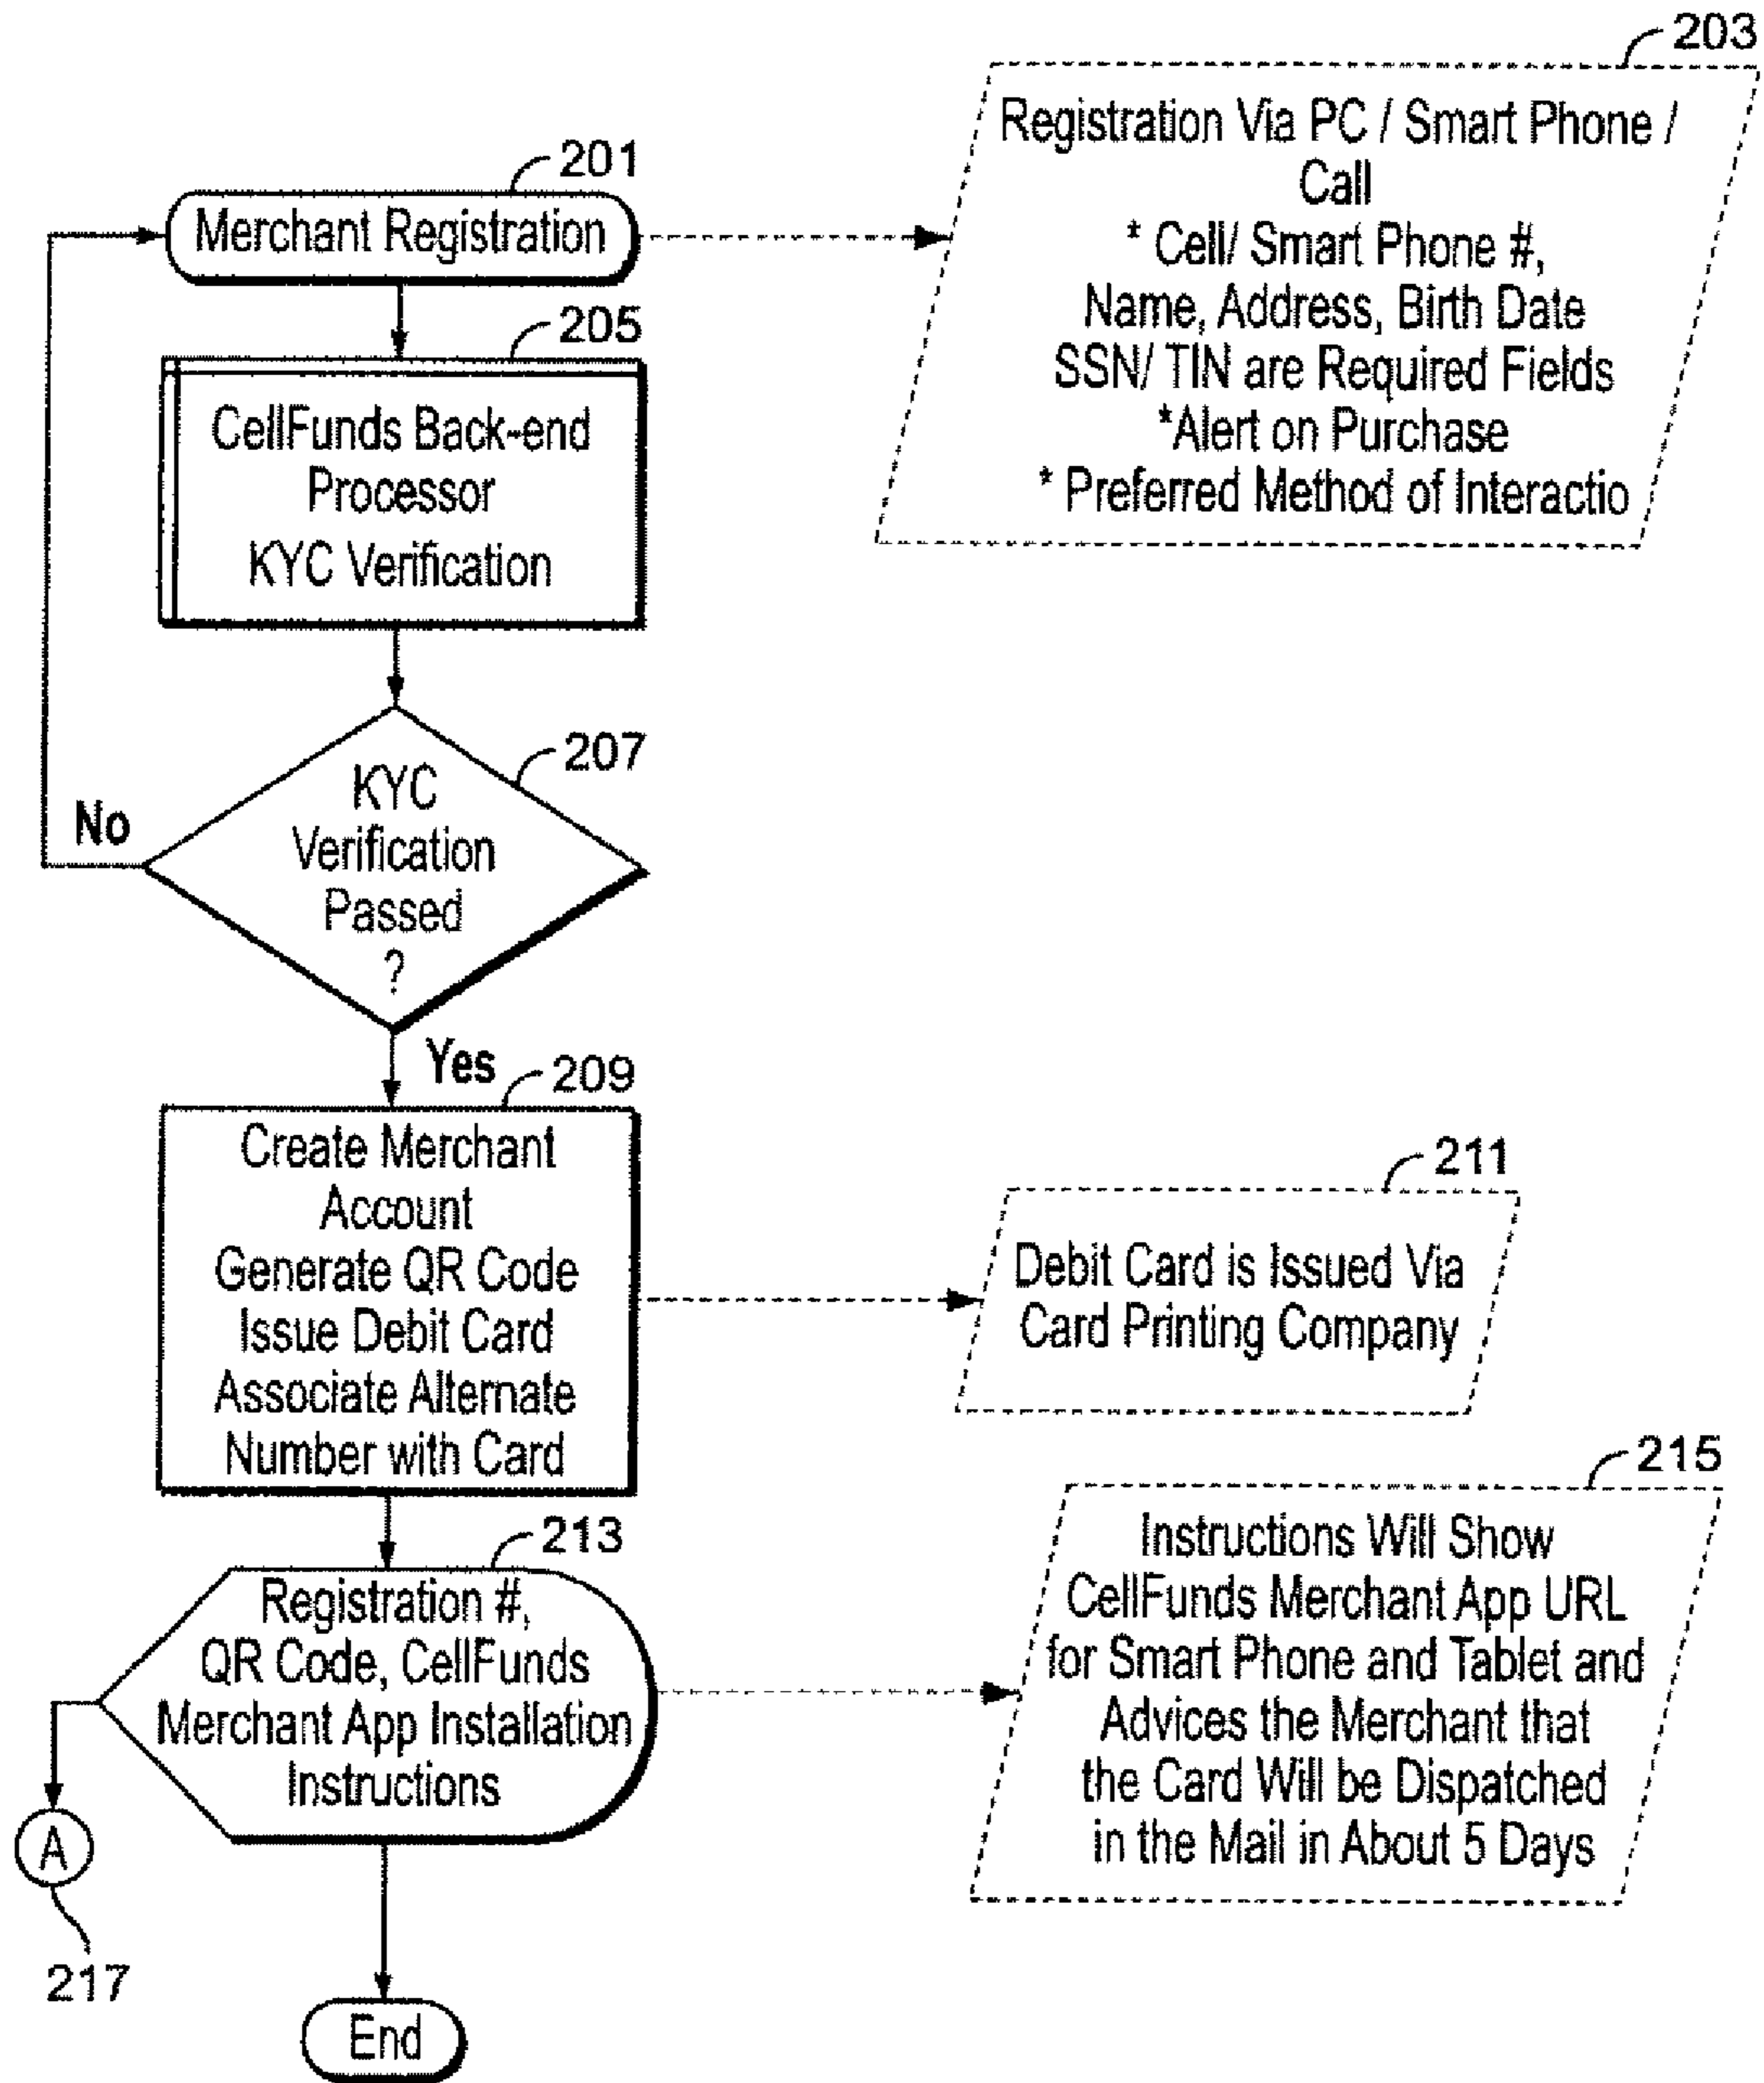 203
Registration Via PC / Smart Phone /
Call
* Cell/ Smart Phone #,
Name, Address, Birth Date
SSN/ TIN are Required Fields
*Alert on Purchase
* Preferred Method of Interactio
201
Merchant Registration
205
CellFunds Back-end
Processor
KYC Verification
207
KYC
Verification
Passed
?
No
Yes
209
Create Merchant
Account
Generate QR Code
Issue Debit Card
Associate Alternate
Number with Card
211
Debit Card is Issued Via
Card Printing Company
213
Registration #,
QR Code, CellFunds
Merchant App Installation
Instructions
215
Instructions Will Show
CellFunds Merchant App URL
for Smart Phone and Tablet and
Advices the Merchant that
the Card Will be Dispatched
in the Mail in About 5 Days
A
217
End